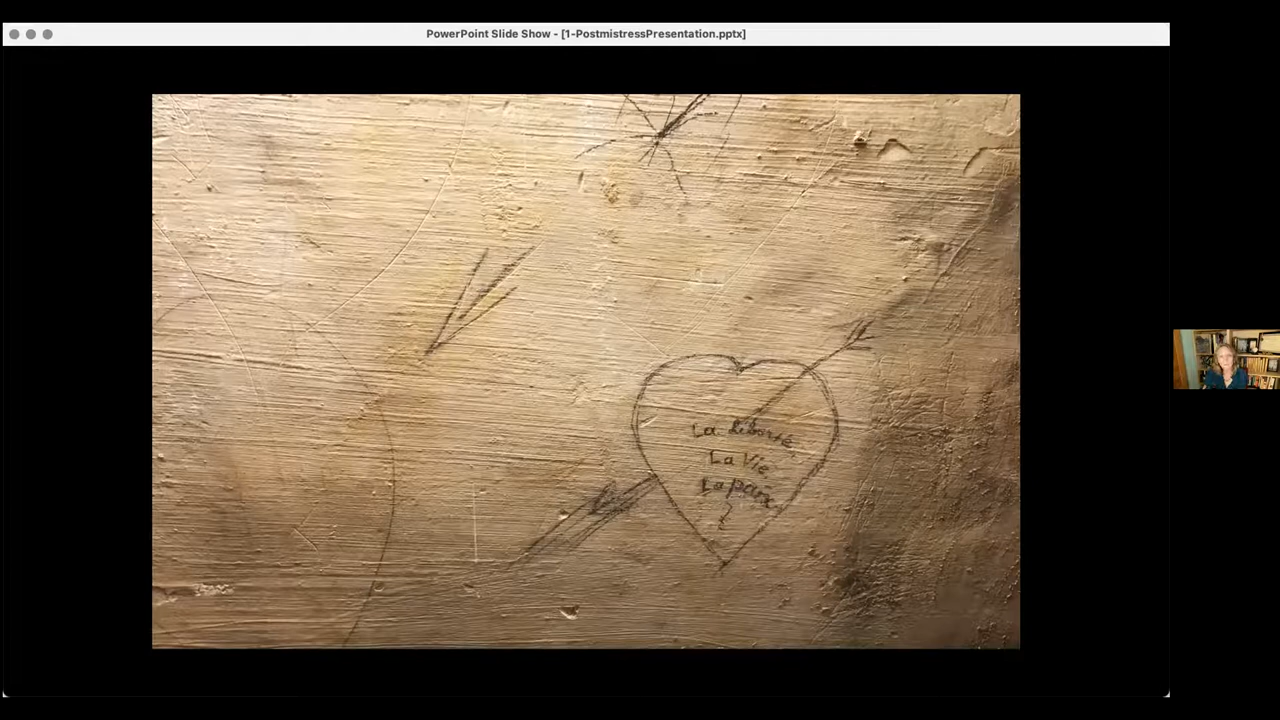 PowerPoint Slide Show - [1-PostmistressPresentation.pptx]
La Liberté,
La Vie,
La paix